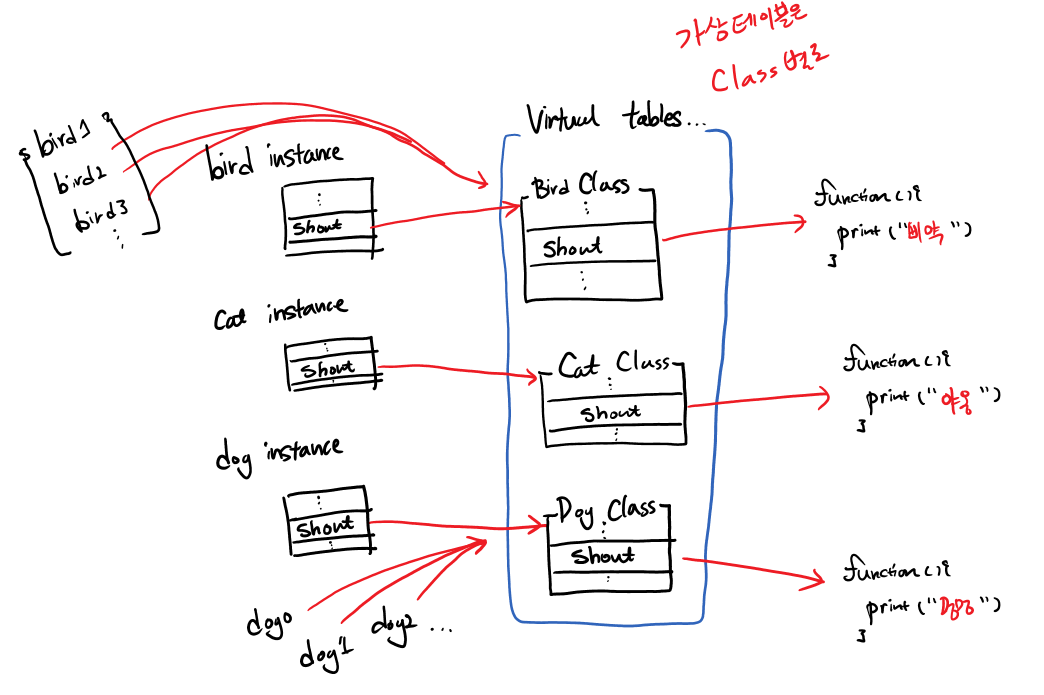 가상테이블은
Class별로
Virtual tables...
bird1
bird2
bird3
bird instance
Shout
Bird Class
Shout
function(){
print("삐약")
}
Cat instance
Shout
Cat Class
Shout
function(){
print("야옹")
}
dog instance
Shout
Dog Class
Shout
function(){
print("멍멍")
}
dog0
dog1
dog2 ...